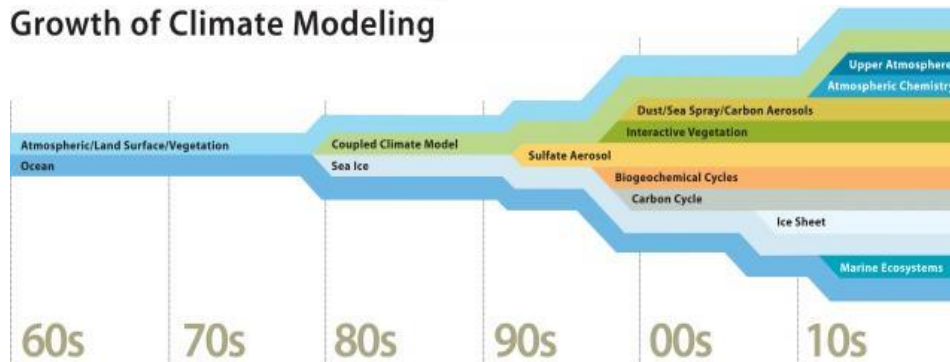 Growth of Climate Modeling
Upper Atmosphere
Atmospheric Chemistry
Dust/Sea Spray/Carbon Aerosols
Interactive Vegetation
Atmospheric/Land Surface/Vegetation
Coupled Climate Model
Sulfate Aerosol
Ocean
Sea Ice
Biogeochemical Cycles
Carbon Cycle
Ice Sheet
Marine Ecosystems
60s 70s 80s 90s 00s 10s